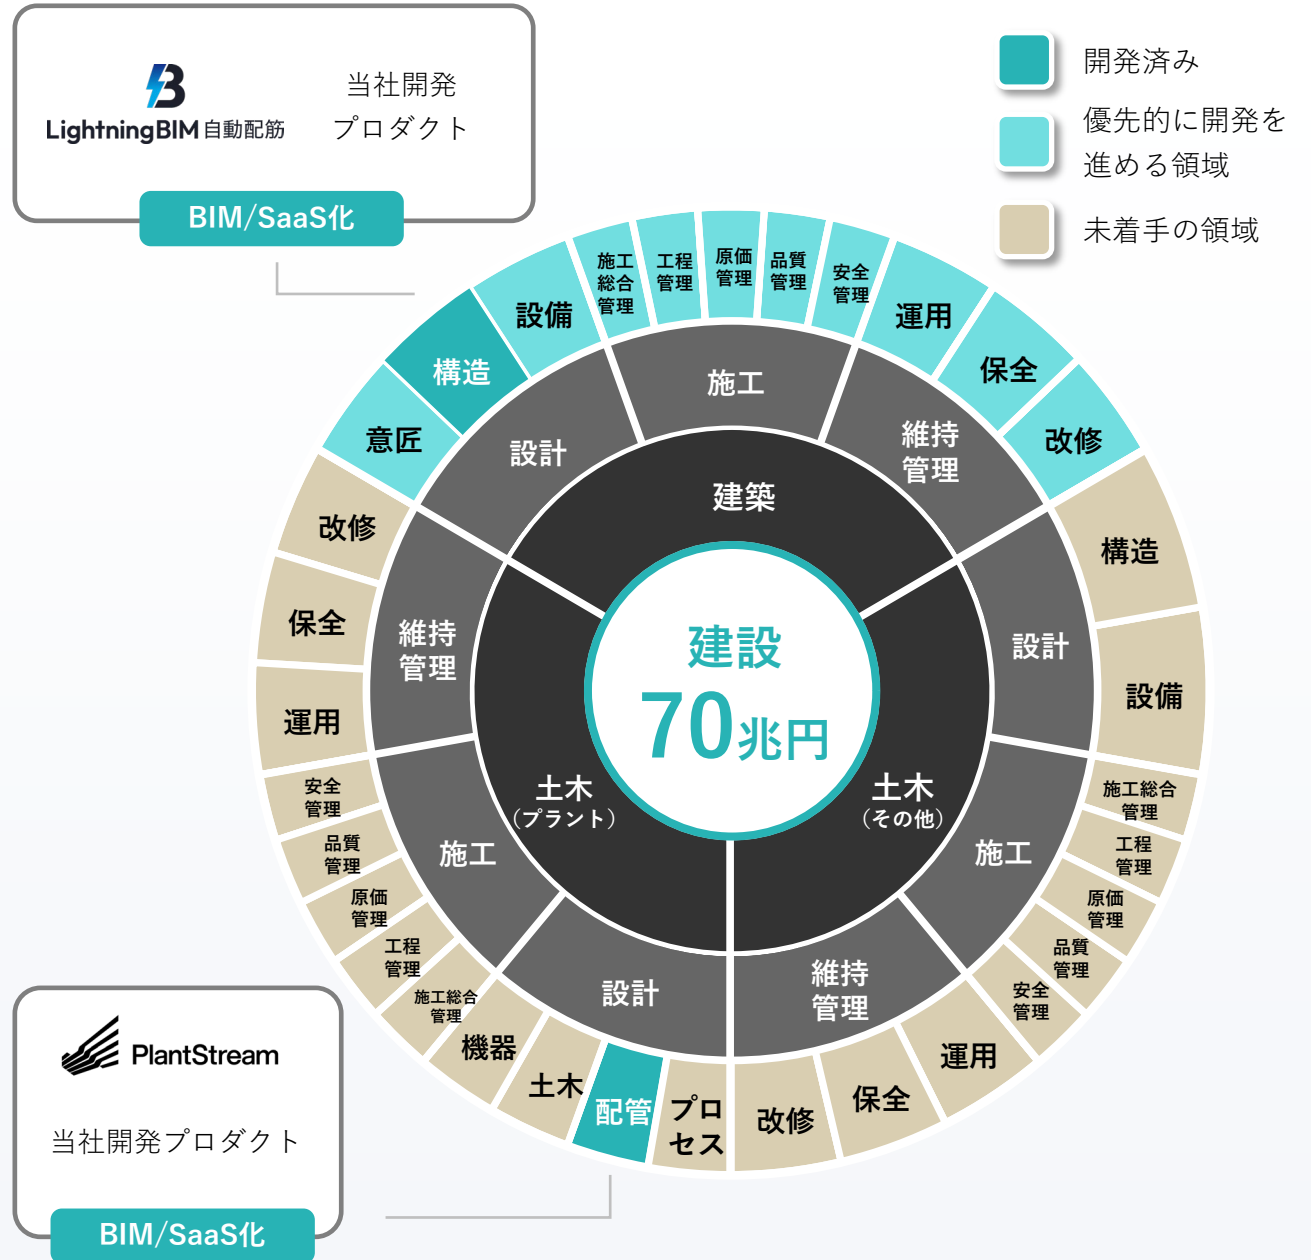 LightningBIM 自動配筋
当社開発
プロダクト
BIM/SaaS化
開発済み
優先的に開発を
進める領域
未着手の領域
建設
70兆円
建築
土木
（その他）
土木
（プラント）
設計
施工
維持
管理
設計
施工
維持
管理
設計
施工
維持
管理
意匠
構造
設備
施工
総合
管理
工程
管理
原価
管理
品質
管理
安全
管理
運用
保全
改修
構造
設備
施工総合
管理
工程
管理
原価
管理
品質
管理
安全
管理
運用
保全
改修
プロ
セス
配管
土木
機器
施工総合
管理
工程
管理
原価
管理
品質
管理
安全
管理
運用
保全
改修
PlantStream
当社開発プロダクト
BIM/SaaS化